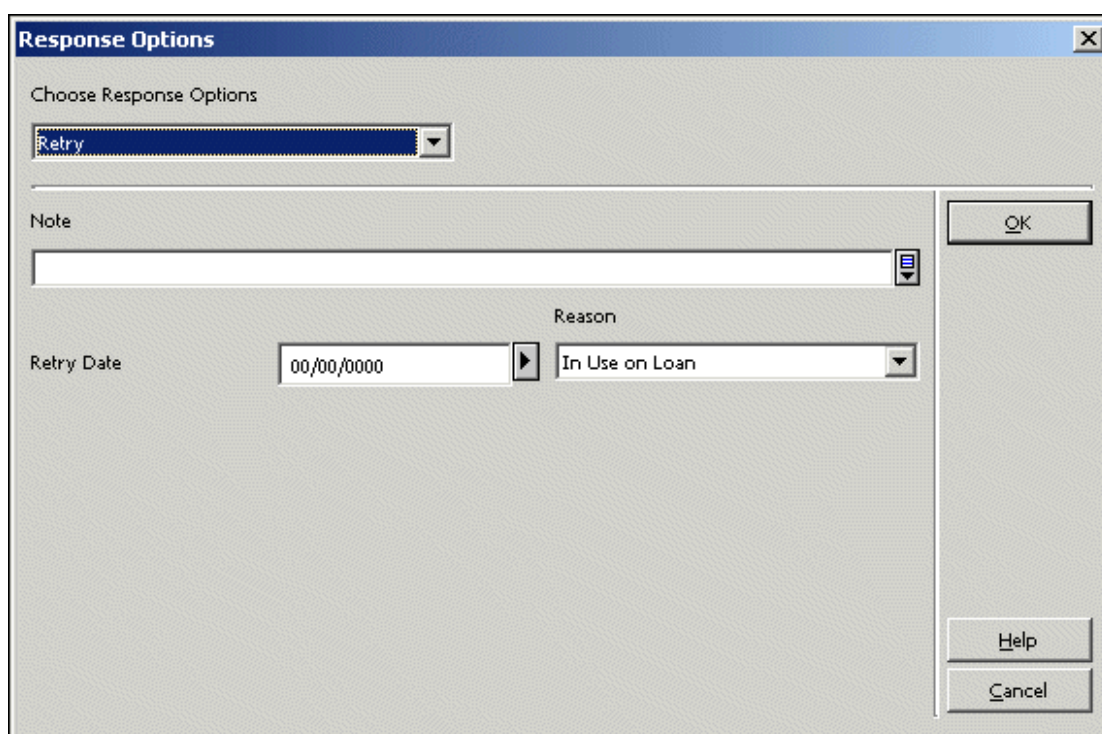 Response Options
Choose Response Options
Retry
Note
OK
Reason
Retry Date 00/00/0000 In Use on Loan
Help
Cancel